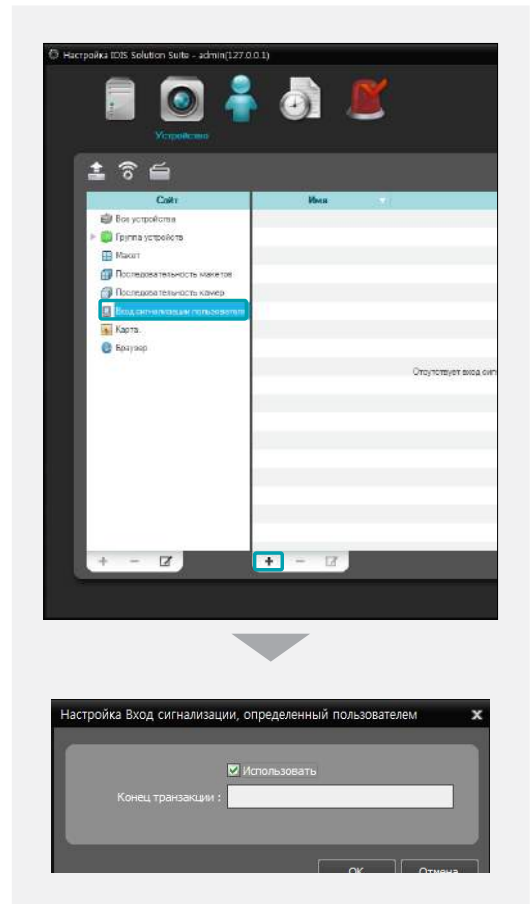 Настройка IDIS Solution Suite - admin(127.0.0.1)
Устройство
Сайт
Имя
Все устройства
Группа устройств
Макет
Последовательность макетов
Последовательность камер
Вход сигнализации пользователя
Карта.
Браузер
Отсутствует вход сигн
Настройка Вход сигнализации, определенный пользователем
x
Использовать
Конец транзакции :
OK
Отмена